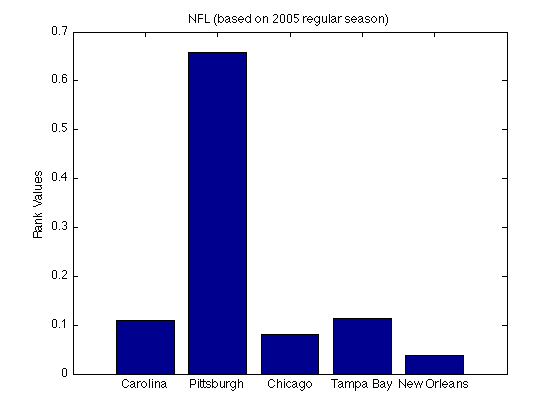 NFL (based on 2005 regular season)
Rank Values
0.7
0.6
0.5
0.4
0.3
0.2
0.1
0
Carolina Pittsburgh Chicago Tampa Bay New Orleans